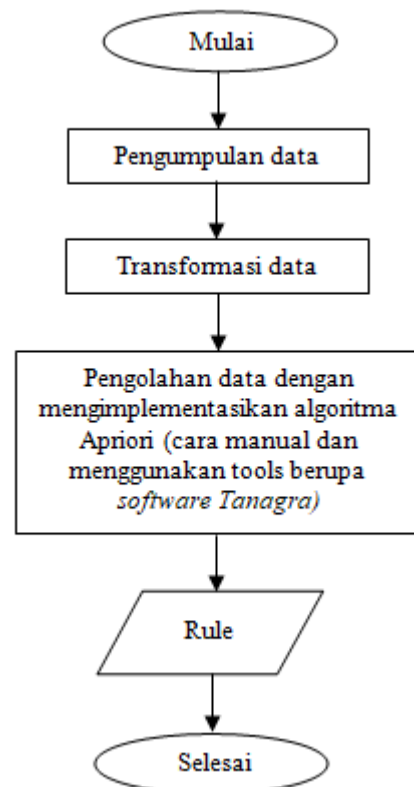 Mulai
Pengumpulan data
Transformasi data
Pengolahan data dengan
mengimplementasikan algoritma
Apriori (cara manual dan
menggunakan tools berupa
software Tanagra)
Rule
Selesai